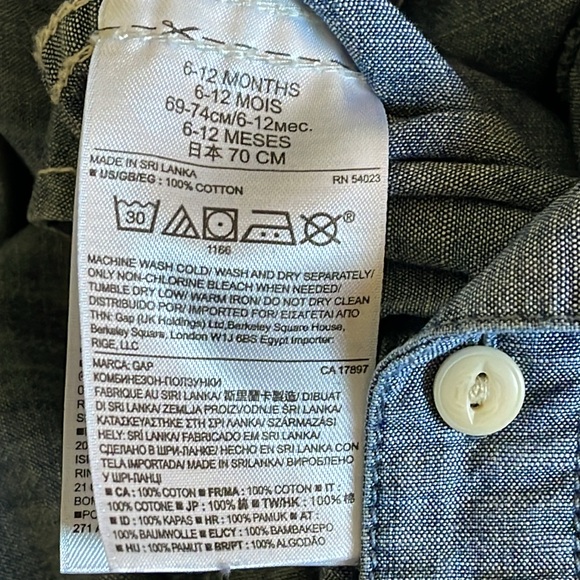 6-12 MONTHS
6-12 MOIS
69-74см/6-12мес.
6-12 MESES
日本 70 CM
MADE IN SRI LANKA RN 54023
■ US/GB/EG : 100% COTTON
30 ®
1166
MACHINE WASH COLD/ WASH AND DRY SEPARATELY/
ONLY NON-CHLORINE BLEACH WHEN NEEDED/
TUMBLE DRY LOW/ WARM IRON/ DO NOT DRY CLEAN
DISTRIBUIDO POR/ IMPORTED FOR/ ΕΙΣΑΓΕΤΑΙ ΑΠΟ
THN: Gap (UK Holdings) Ltd,Berkeley Square House,
Berkeley Square, London W1J 6BS Egypt Importer:
RIGE, LLC
MARCA: GAP CA 17897
КОМБИНЕЗОН-ПОЛЗУНКИ
FABRIQUE AU SRI LANKA/ 斯里蘭卡製造/ DIBUAT
DI SRI LANKA/ ZEMLJA PROIZVODNJE SRI LANKA/
ΚΑΤΑΣΚΕΥΑΣΘΗΚΕ ΣΤΗ ΣΡΙ ΛΑΝΚΑ/ SZÁRMAZÁSI
HELY: SRI LANKA/ FABRICADO EM SRI LANKA/
СДЕЛАНО В ШРИ-ЛАНКЕ/ HECHO EN SRI LANKA CON
TELA IMPORTADA/ MADE IN SRI LANKA/ ВИРОБЛЕНО
У ШРІ-ЛАНЦІ
■ CA : 100% COTON ■ FR/MA : 100% COTON ■ IT :
100% COTONE ■ JP : 100% 綿 ■ TW/HK : 100% 棉
■ ID : 100% KAPAS ■ HR : 100% PAMUK ■ AT :
100% BAUMWOLLE ■ EL/CY : 100% ΒΑΜΒΑΚΕΡΟ
■ HU : 100% PAMUT ■ BR/PT : 100% ALGODÃO
271